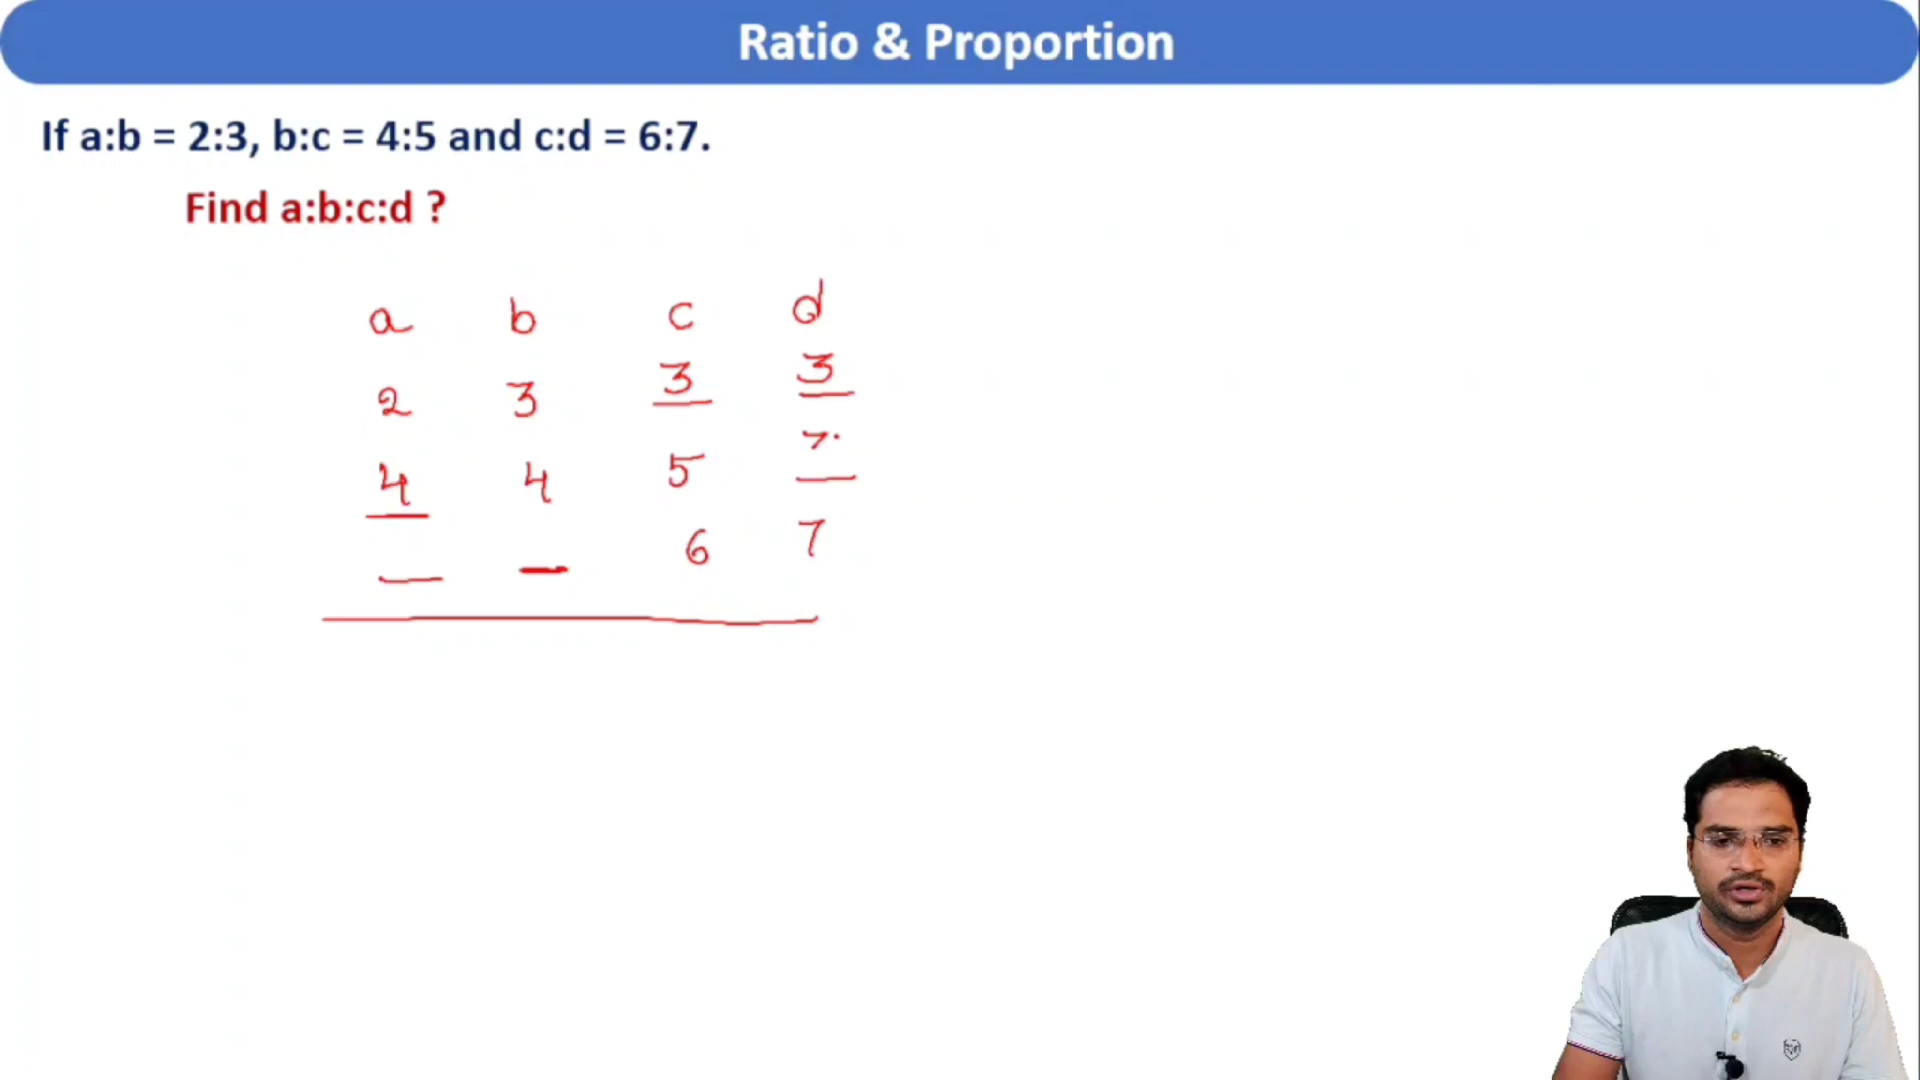 Ratio & Proportion
If a:b = 2:3, b:c = 4:5 and c:d = 6:7.
Find a:b:c:d ?
a b c d
2 3 3 3
4 4 5
6 7